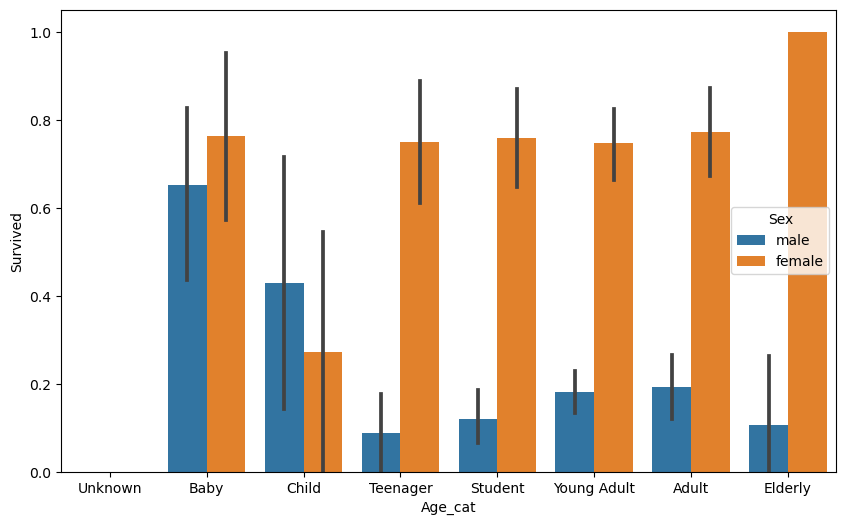 1.0
0.8
0.6
0.4
0.2
0.0
Survived
Sex
male
female
Unknown Baby Child Teenager Student Young Adult Adult Elderly
Age_cat